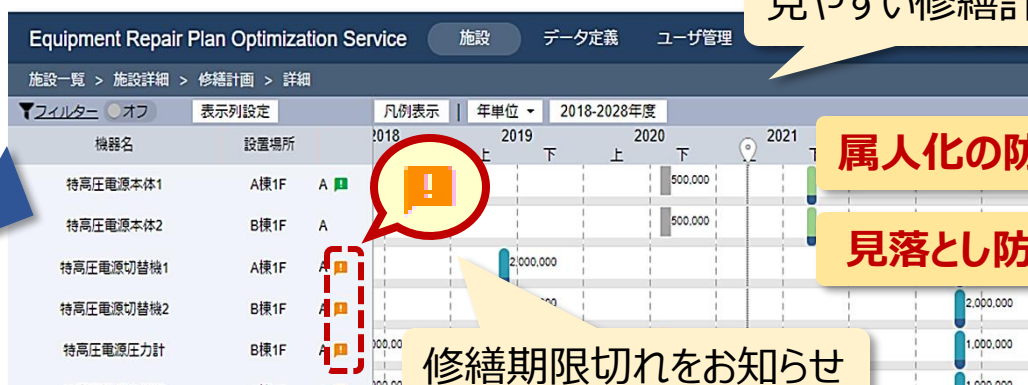 見やすい修繕計
Equipment Repair Plan Optimization Service 施設 データ定義 ユーザ管理
施設一覧 > 施設詳細 > 修繕計画 > 詳細
フィルター オフ 表示列設定 凡例表示 | 年単位 2018-2028年度
機器名 設置場所 2018 2019 2020 2021
上 下 上 下
属人化の防
特高圧電源本体1 A棟1F A 500,000
特高圧電源本体2 B棟1F A 500,000
見落とし防
特高圧電源切替機1 A棟1F A 2,000,000
特高圧電源切替機2 B棟1F A 2,000,000
特高圧電源圧力計 B棟1F A 1,000,000
修繕期限切れをお知らせ
1,000,000